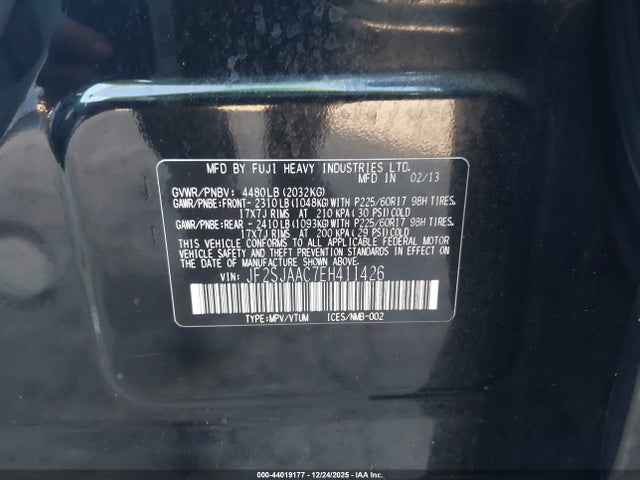 MFD BY FUJI HEAVY INDUSTRIES LTD.
MFD IN 02/13
GVWR/PNBV: 4480LB(2032KG)
GAWR/PNBE:FRONT- 2310LB(1048KG)WITH P225/60R17 98H TIRES,
17X7J RIMS AT 210 KPA(30 PSI)COLD
GAWR/PNBE:REAR - 2410LB(1093KG)WITH P225/60R17 98H TIRES,
17X7J RIMS AT 200 KPA(29 PSI)COLD
THIS VEHICLE CONFORMS TO ALL APPLICABLE FEDERAL MOTOR
VEHICLE SAFETY AND THEFT PREVENTION STANDARDS IN EFFECT ON
THE DATE OF MANUFACTURE SHOWN ABOVE.
VIN: JF2SJAAC7EH411426
TYPE:MPV/VTUM ICES/NMB-002
000-44019177 - 12/24/2025 - IAA Inc.